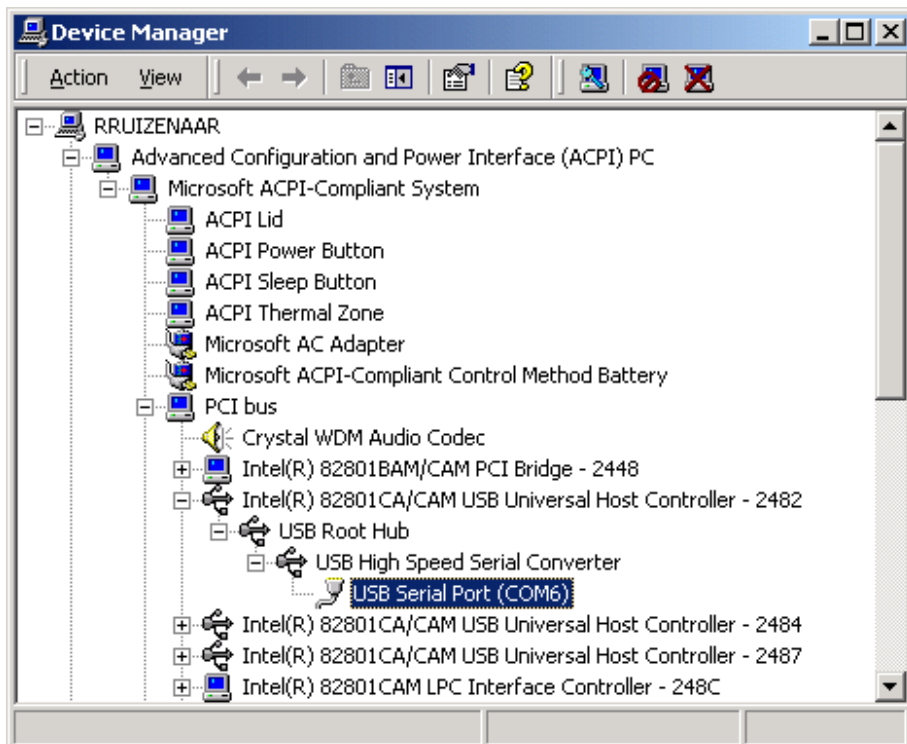 Device Manager
Action View
RRUIZENAAR
Advanced Configuration and Power Interface (ACPI) PC
Microsoft ACPI-Compliant System
ACPI Lid
ACPI Power Button
ACPI Sleep Button
ACPI Thermal Zone
Microsoft AC Adapter
Microsoft ACPI-Compliant Control Method Battery
PCI bus
Crystal WDM Audio Codec
Intel(R) 82801BAM/CAM PCI Bridge - 2448
Intel(R) 82801CA/CAM USB Universal Host Controller - 2482
USB Root Hub
USB High Speed Serial Converter
USB Serial Port (COM6)
Intel(R) 82801CA/CAM USB Universal Host Controller - 2484
Intel(R) 82801CA/CAM USB Universal Host Controller - 2487
Intel(R) 82801CAM LPC Interface Controller - 248C